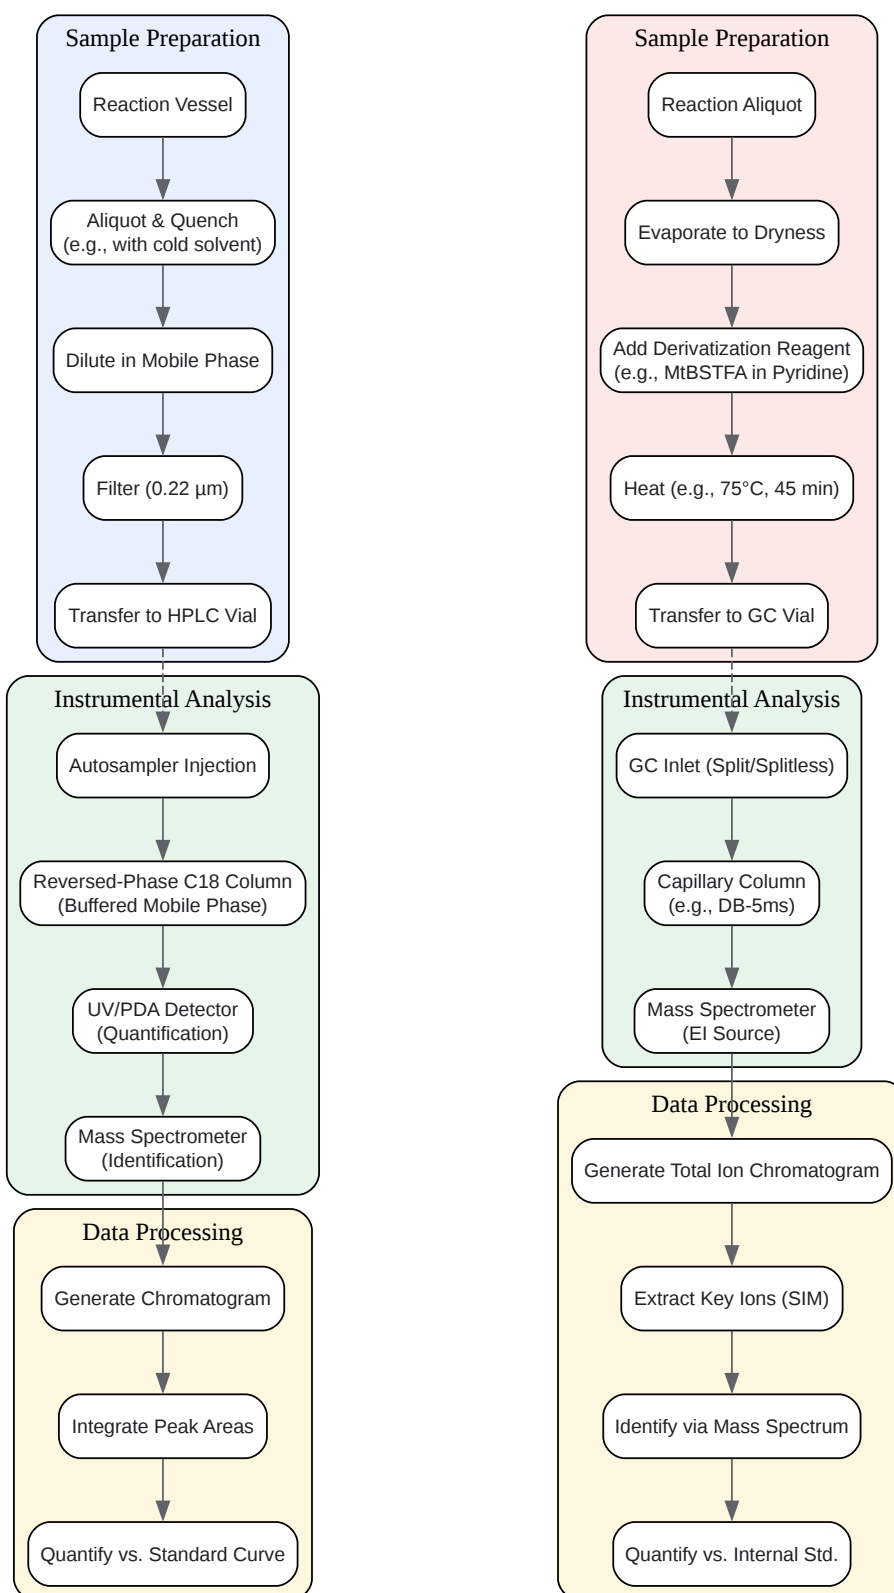 Sample Preparation
Reaction Vessel
Aliquot & Quench
(e.g., with cold solvent)
Dilute in Mobile Phase
Filter (0.22 µm)
Transfer to HPLC Vial
Instrumental Analysis
Autosampler Injection
Reversed-Phase C18 Column
(Buffered Mobile Phase)
UV/PDA Detector
(Quantification)
Mass Spectrometer
(Identification)
Data Processing
Generate Chromatogram
Integrate Peak Areas
Quantify vs. Standard Curve
Sample Preparation
Reaction Aliquot
Evaporate to Dryness
Add Derivatization Reagent
(e.g., MtBSTFA in Pyridine)
Heat (e.g., 75°C, 45 min)
Transfer to GC Vial
Instrumental Analysis
GC Inlet (Split/Splitless)
Capillary Column
(e.g., DB-5ms)
Mass Spectrometer
(EI Source)
Data Processing
Generate Total Ion Chromatogram
Extract Key Ions (SIM)
Identify via Mass Spectrum
Quantify vs. Internal Std.